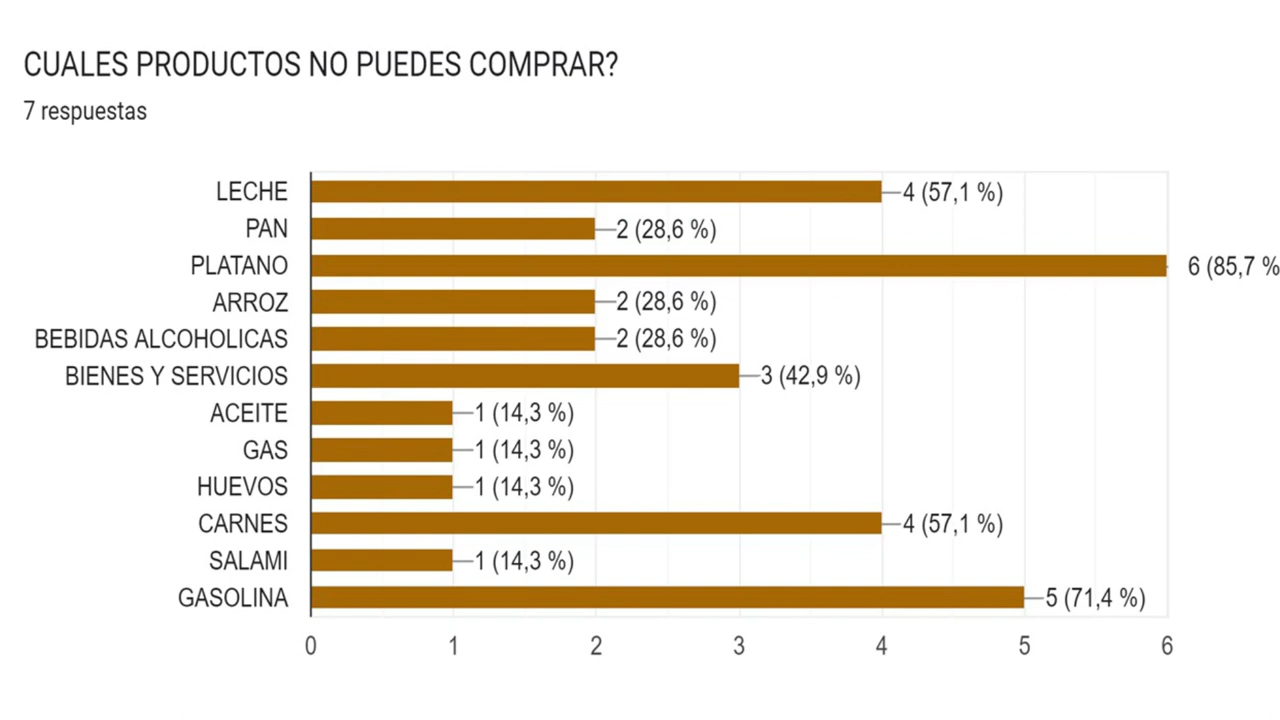 CUALES PRODUCTOS NO PUEDES COMPRAR?
7 respuestas
LECHE 4 (57,1 %)
PAN 2 (28,6 %)
PLATANO 6 (85,7 %
ARROZ 2 (28,6 %)
BEBIDAS ALCOHOLICAS 2 (28,6 %)
BIENES Y SERVICIOS 3 (42,9 %)
ACEITE 1 (14,3 %)
GAS 1 (14,3 %)
HUEVOS 1 (14,3 %)
CARNES 4 (57,1 %)
SALAMI 1 (14,3 %)
GASOLINA 5 (71,4 %)
0 1 2 3 4 5 6